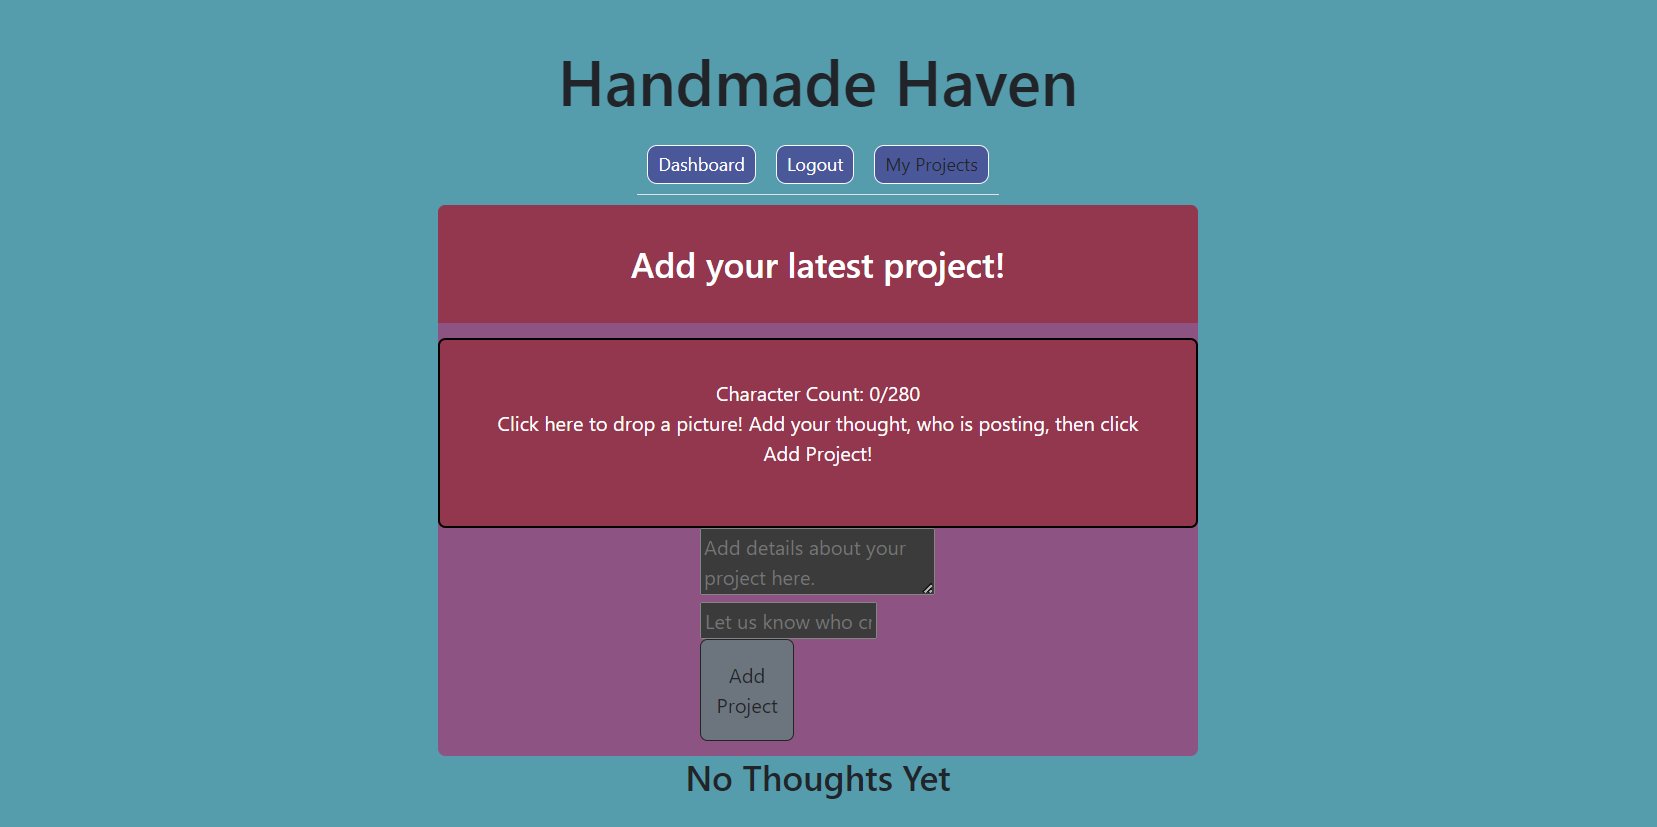 Handmade Haven
Dashboard Logout My Projects
Add your latest project!
Character Count: 0/280
Click here to drop a picture! Add your thought, who is posting, then click
Add Project!
Add details about your
project here.
Let us know who cr
Add
Project
No Thoughts Yet